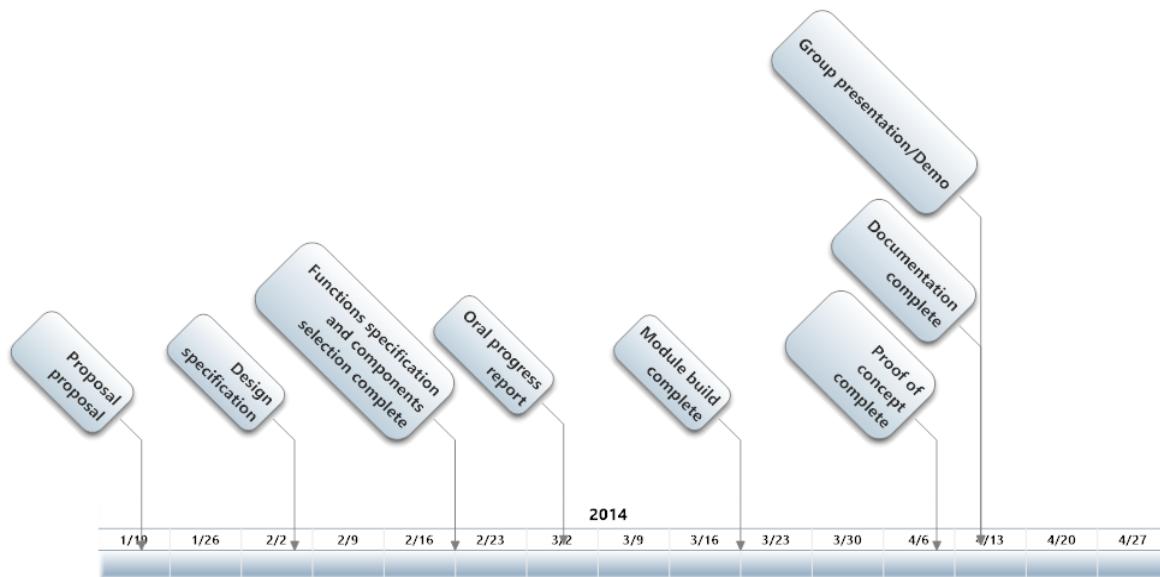 Group presentation/Demo
Documentation
complete
Proof of
concept
complete
Functions specification
and components
selection complete
Oral progress
report
Module build
complete
Proposal
proposal
Design
specification
2014
1/19 1/26 2/2 2/9 2/16 2/23 3/2 3/9 3/16 3/23 3/30 4/6 4/13 4/20 4/27